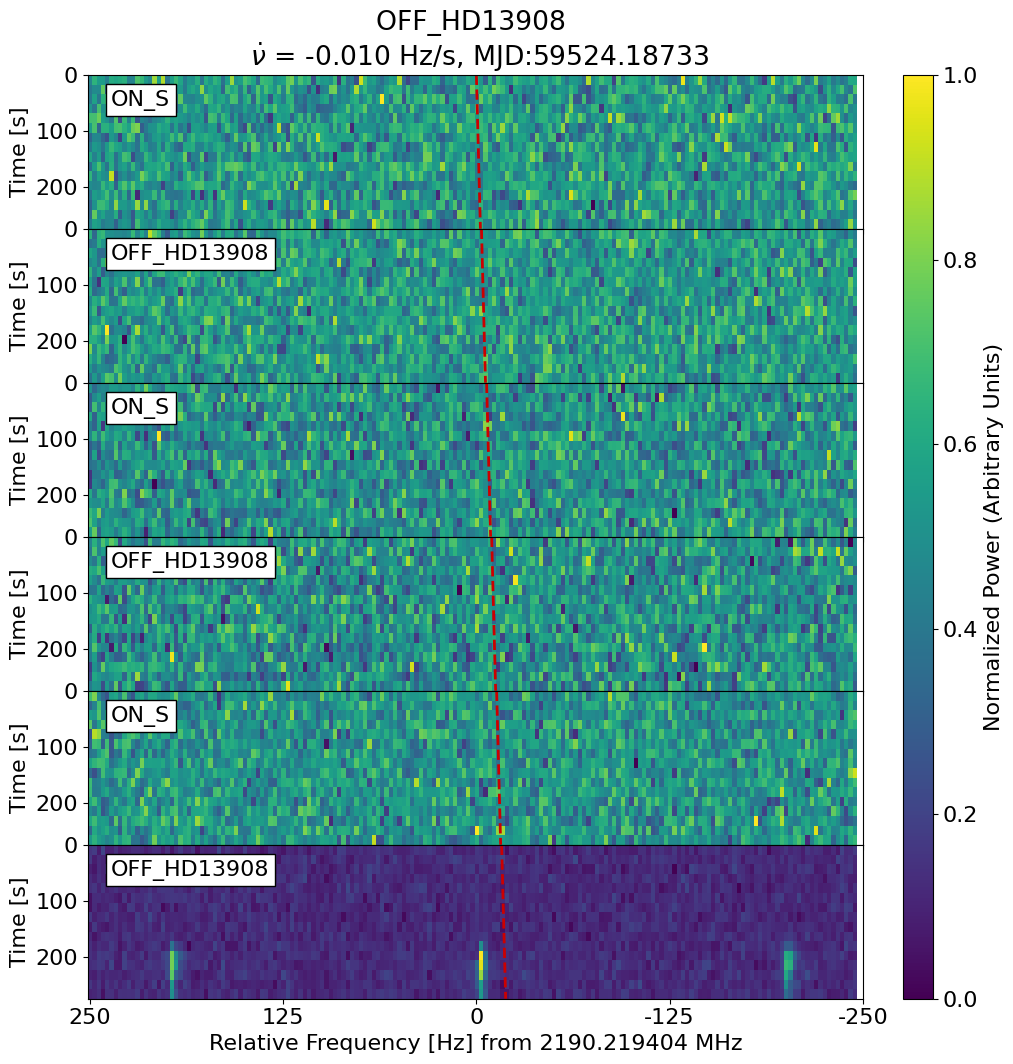 OFF_HD13908
ν̇ = -0.010 Hz/s, MJD:59524.18733
0
ON_S
100
200
Time [s]
0
OFF_HD13908
100
200
Time [s]
0
ON_S
100
200
Time [s]
0
OFF_HD13908
100
200
Time [s]
0
ON_S
100
200
Time [s]
0
OFF_HD13908
100
200
Time [s]
250 125 0 -125 -250
Relative Frequency [Hz] from 2190.219404 MHz
1.0
0.8
0.6
0.4
0.2
0.0
Normalized Power (Arbitrary Units)